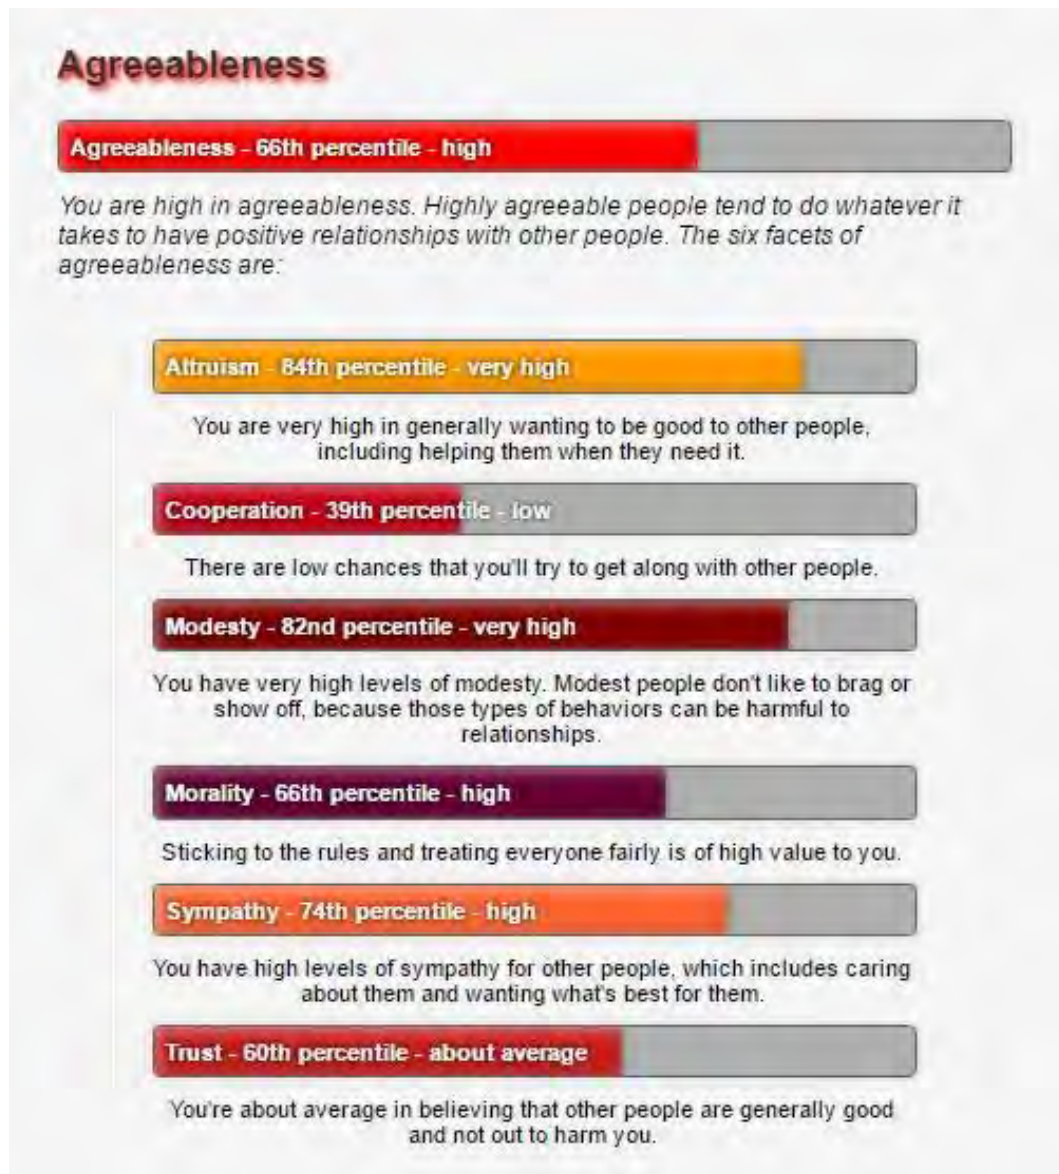 Agreeableness
Agreeableness - 66th percentile - high
You are high in agreeableness. Highly agreeable people tend to do whatever it
takes to have positive relationships with other people. The six facets of
agreeableness are:
Altruism - 84th percentile - very high
You are very high in generally wanting to be good to other people,
including helping them when they need it.
Cooperation - 39th percentile - low
There are low chances that you'll try to get along with other people.
Modesty - 82nd percentile - very high
You have very high levels of modesty. Modest people don't like to brag or
show off, because those types of behaviors can be harmful to
relationships.
Morality - 66th percentile - high
Sticking to the rules and treating everyone fairly is of high value to you.
Sympathy - 74th percentile - high
You have high levels of sympathy for other people, which includes caring
about them and wanting what's best for them.
Trust - 60th percentile - about average
You're about average in believing that other people are generally good
and not out to harm you.